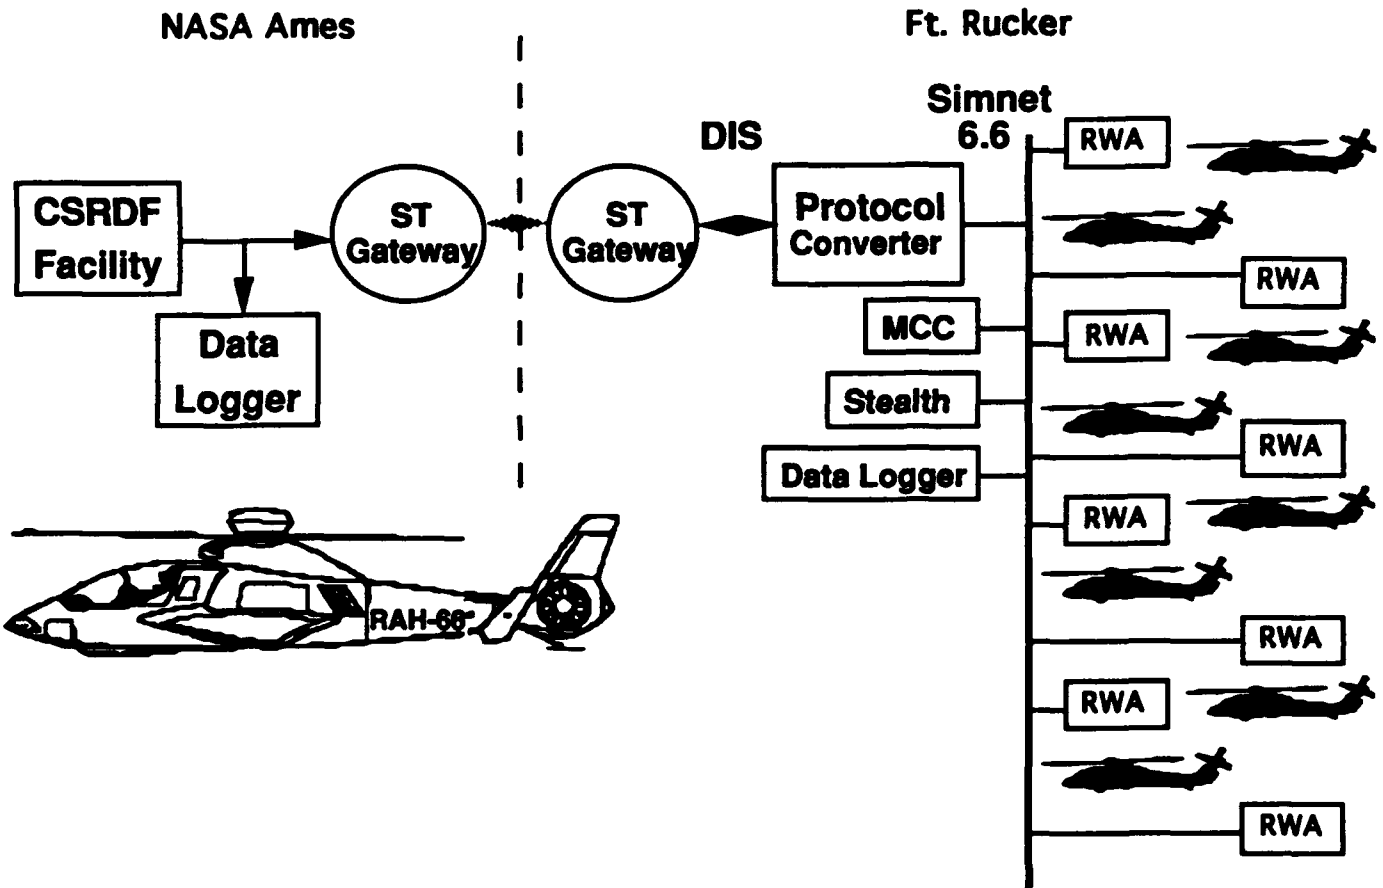 NASA Ames
Ft. Rucker
CSRDF
Facility
Data
Logger
ST
Gateway
ST
Gateway
DIS
Protocol
Converter
Simnet
6.6
MCC
Stealth
Data Logger
RWA
RWA
RWA
RWA
RWA
RWA
RWA
RWA
RAH-66